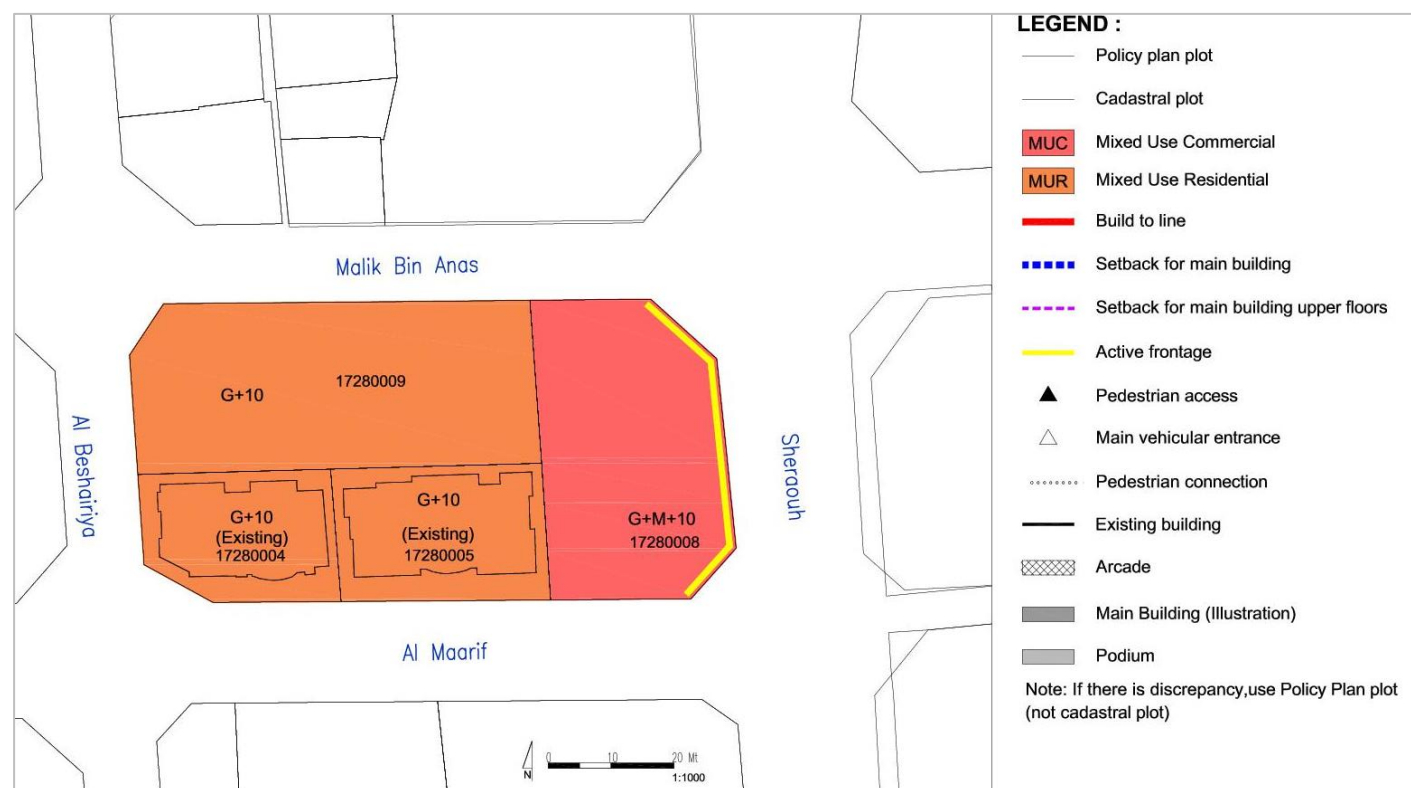 LEGEND :
Policy plan plot
Cadastral plot
MUC Mixed Use Commercial
MUR Mixed Use Residential
Build to line
Setback for main building
Setback for main building upper floors
Active frontage
Pedestrian access
Main vehicular entrance
Pedestrian connection
Existing building
Arcade
Main Building (Illustration)
Podium
Note: If there is discrepancy,use Policy Plan plot
(not cadastral plot)
Malik Bin Anas
17280009
G+10
Al Beshairiya
Sheraouh
G+10
(Existing)
17280004
G+10
(Existing)
17280005
G+M+10
17280008
Al Maarif
N
0 10 20 Mt
1:1000